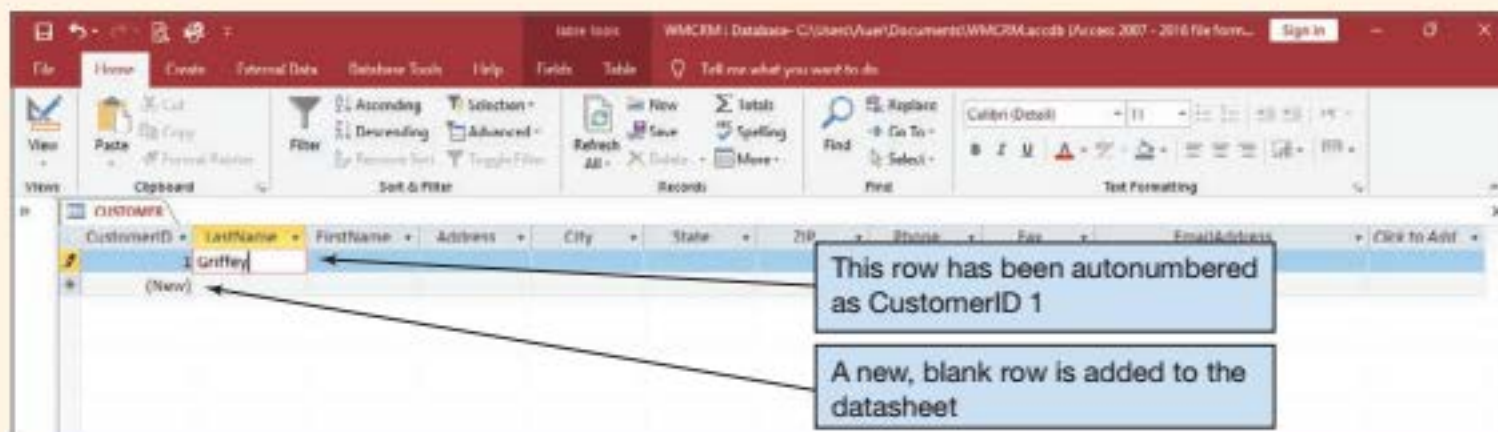 Table Tools WMCRM : Database- C:\Users\Auer\Documents\WMCRM.accdb (Access 2007 - 2016 file form... Sign in
File Home Create External Data Database Tools Help Fields Table Tell me what you want to do
Cut Ascending Selection New Totals Replace Calibri (Detail) 11
Copy Descending Advanced Save Spelling Go To
View Paste Format Painter Filter Remove Sort Toggle Filter Refresh All Delete More Find Select B I U A
Views Clipboard Sort & Filter Records Find Text Formatting
CUSTOMER
CustomerID LastName FirstName Address City State ZIP Phone Fax EmailAddress Click to Add
1 Griffey
(New)
This row has been autonumbered
as CustomerID 1
A new, blank row is added to the
datasheet